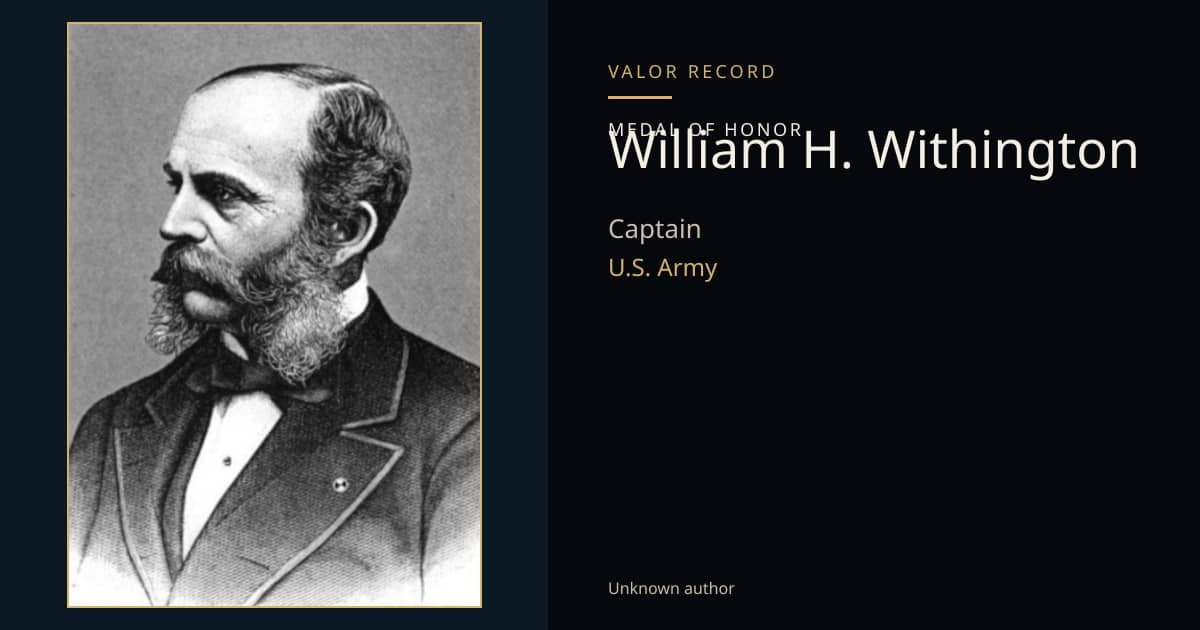 VALOR RECORD
MEDAL OF HONOR
William H. Withington
Captain
U.S. Army
Unknown author